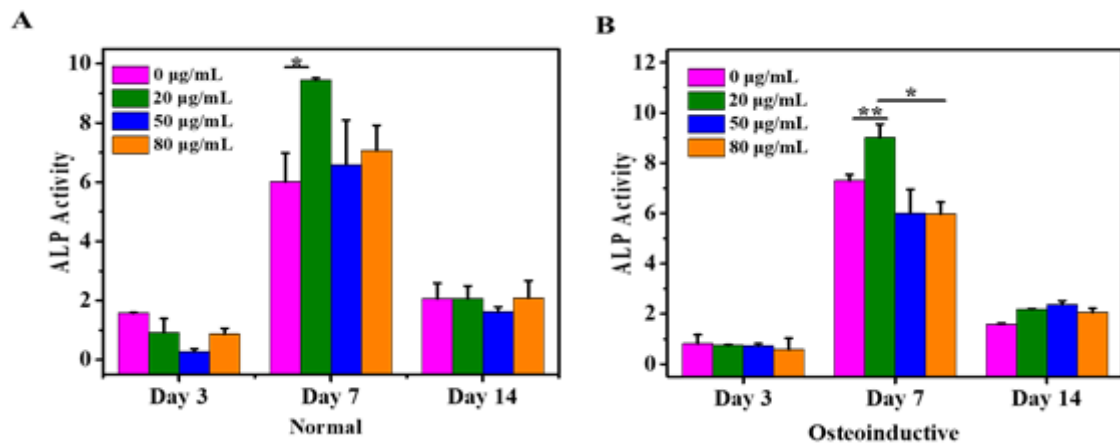 A
ALP Activity
10
8
6
4
2
0
0 μg/mL
20 μg/mL
50 μg/mL
80 μg/mL
*
Day 3
Day 7
Day 14
Normal
B
ALP Activity
12
10
8
6
4
2
0
0 μg/mL
20 μg/mL
50 μg/mL
80 μg/mL
*
**
Day 3
Day 7
Day 14
Osteoinductive